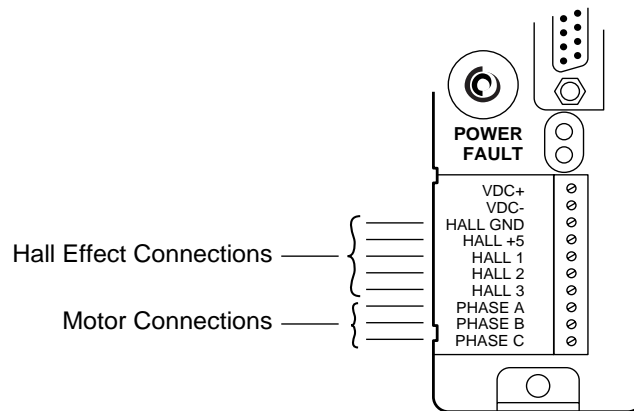 POWER
FAULT
VDC+
VDC-
HALL GND
HALL +5
HALL 1
HALL 2
HALL 3
PHASE A
PHASE B
PHASE C
Hall Effect Connections
Motor Connections